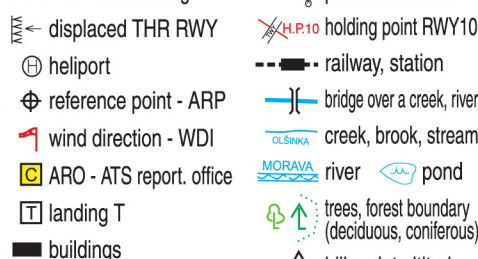 displaced THR RWY
H heliport
reference point - ARP
wind direction - WDI
C ARO - ATS report. office
T landing T
buildings
H.P.10 holding point RWY10
railway, station
bridge over a creek, river
OLŠINKA creek, brook, stream
MORAVA river pond
trees, forest boundary
(deciduous, coniferous)